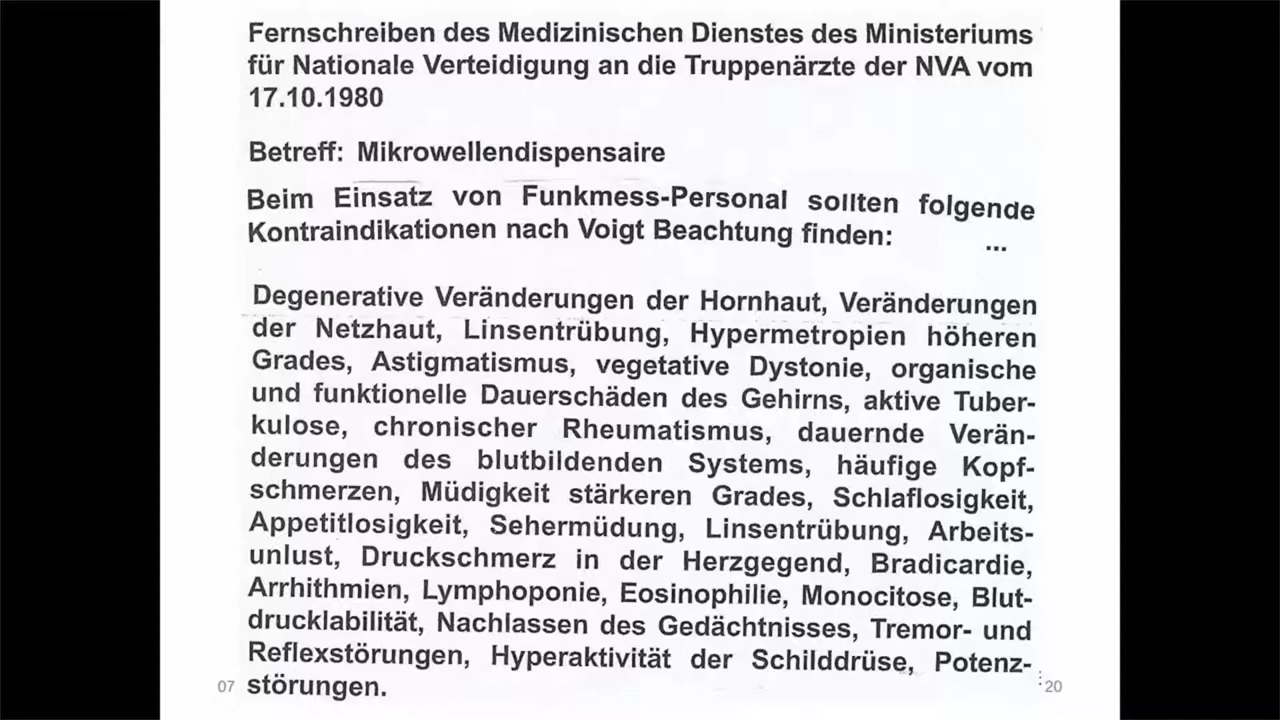 Fernschreiben des Medizinischen Dienstes des Ministeriums
für Nationale Verteidigung an die Truppenärzte der NVA vom
17.10.1980
Betreff: Mikrowellendispensaire
Beim Einsatz von Funkmess-Personal sollten folgende
Kontraindikationen nach Voigt Beachtung finden: ...
Degenerative Veränderungen der Hornhaut, Veränderungen
der Netzhaut, Linsentrübung, Hypermetropien höheren
Grades, Astigmatismus, vegetative Dystonie, organische
und funktionelle Dauerschäden des Gehirns, aktive Tuber-
kulose, chronischer Rheumatismus, dauernde Verän-
derungen des blutbildenden Systems, häufige Kopf-
schmerzen, Müdigkeit stärkeren Grades, Schlaflosigkeit,
Appetitlosigkeit, Sehermüdung, Linsentrübung, Arbeits-
unlust, Druckschmerz in der Herzgegend, Bradicardie,
Arrhithmien, Lymphoponie, Eosinophilie, Monocitose, Blut-
drucklabilität, Nachlassen des Gedächtnisses, Tremor- und
Reflexstörungen, Hyperaktivität der Schilddrüse, Potenz-
07 störungen. 20